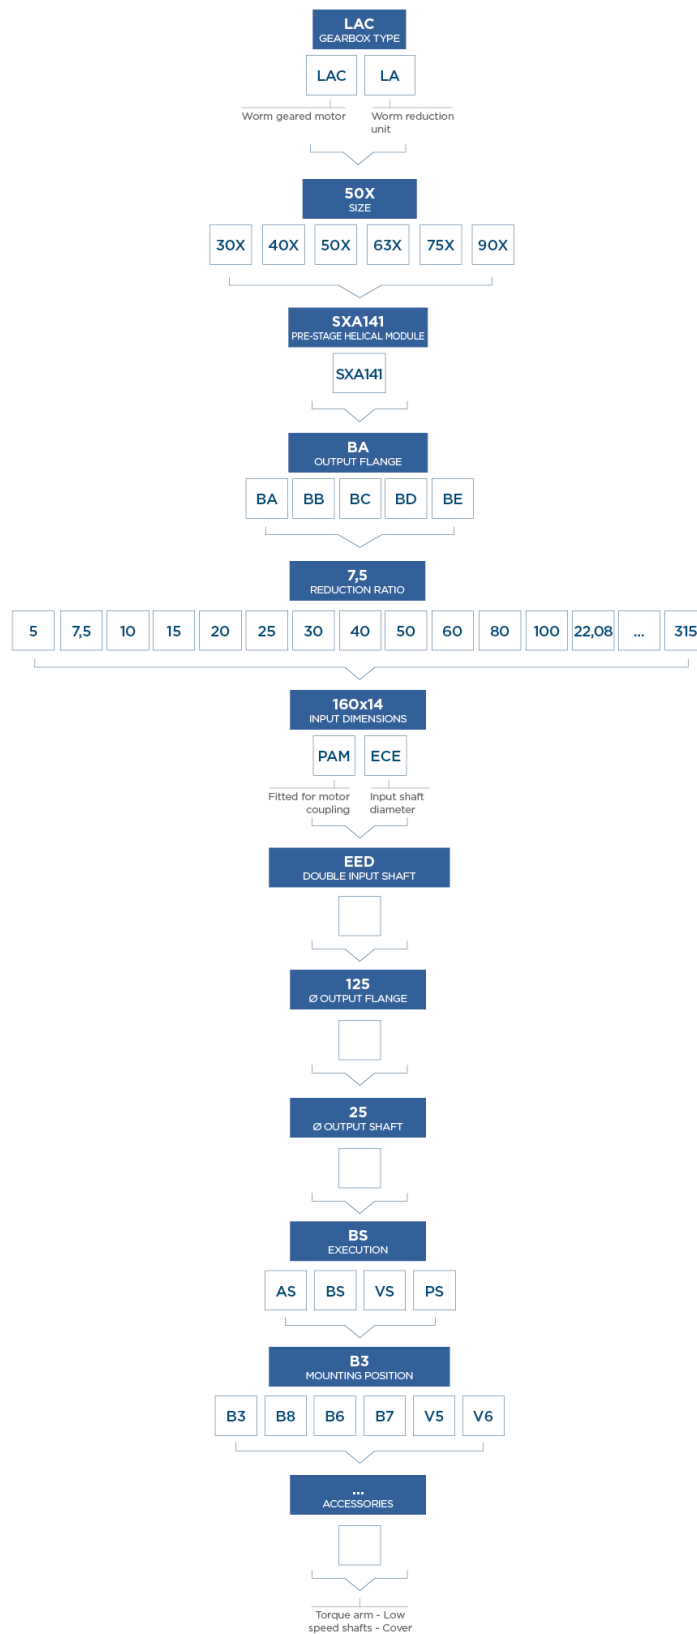 LAC
GEARBOX TYPE
LAC LA
Worm geared motor Worm reduction
unit
50X
SIZE
30X 40X 50X 63X 75X 90X
SXA141
PRE-STAGE HELICAL MODULE
SXA141
BA
OUTPUT FLANGE
BA BB BC BD BE
7,5
REDUCTION RATIO
5 7,5 10 15 20 25 30 40 50 60 80 100 22,08 ... 315
160x14
INPUT DIMENSIONS
PAM ECE
Fitted for motor Input shaft
coupling diameter
EED
DOUBLE INPUT SHAFT
125
Ø OUTPUT FLANGE
25
Ø OUTPUT SHAFT
BS
EXECUTION
AS BS VS PS
B3
MOUNTING POSITION
B3 B8 B6 B7 V5 V6
...
ACCESSORIES
Torque arm - Low
speed shafts - Cover